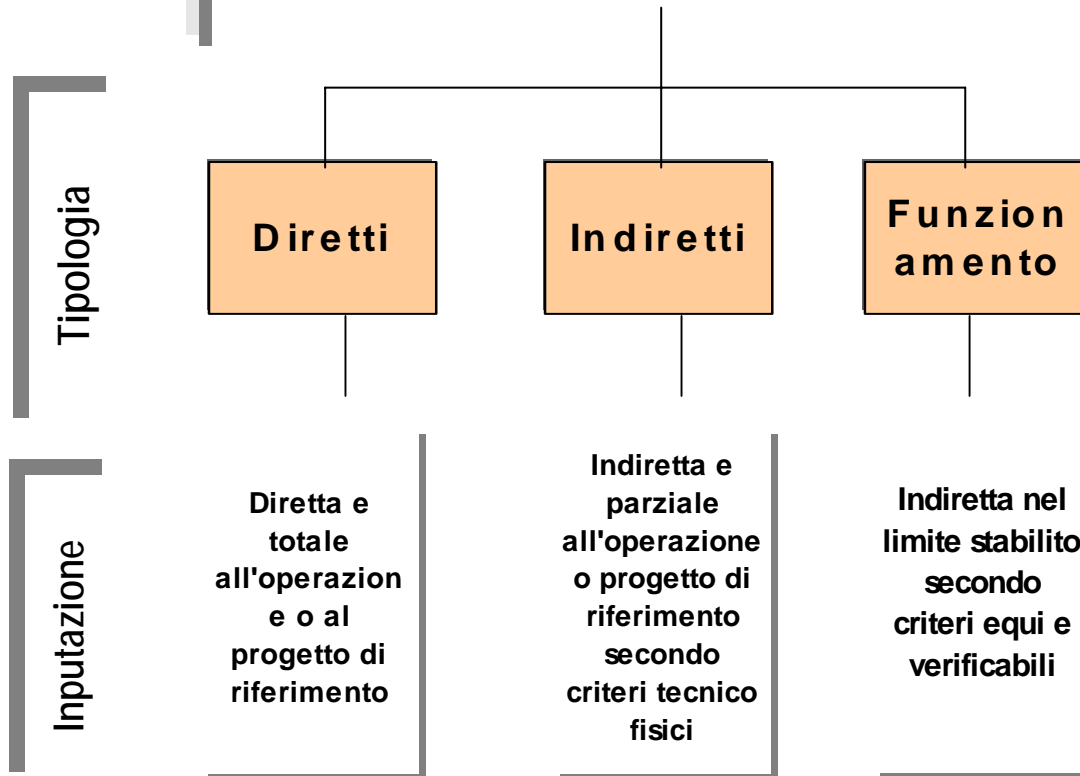 Tipologia
Diretti
Indiretti
Funzion
amento
Inputazione
Diretta e
totale
all'operazion
e o al
progetto di
riferimento
Indiretta e
parziale
all'operazione
o progetto di
riferimento
secondo
criteri tecnico
fisici
Indiretta nel
limite stabilito
secondo
criteri equi e
verificabili